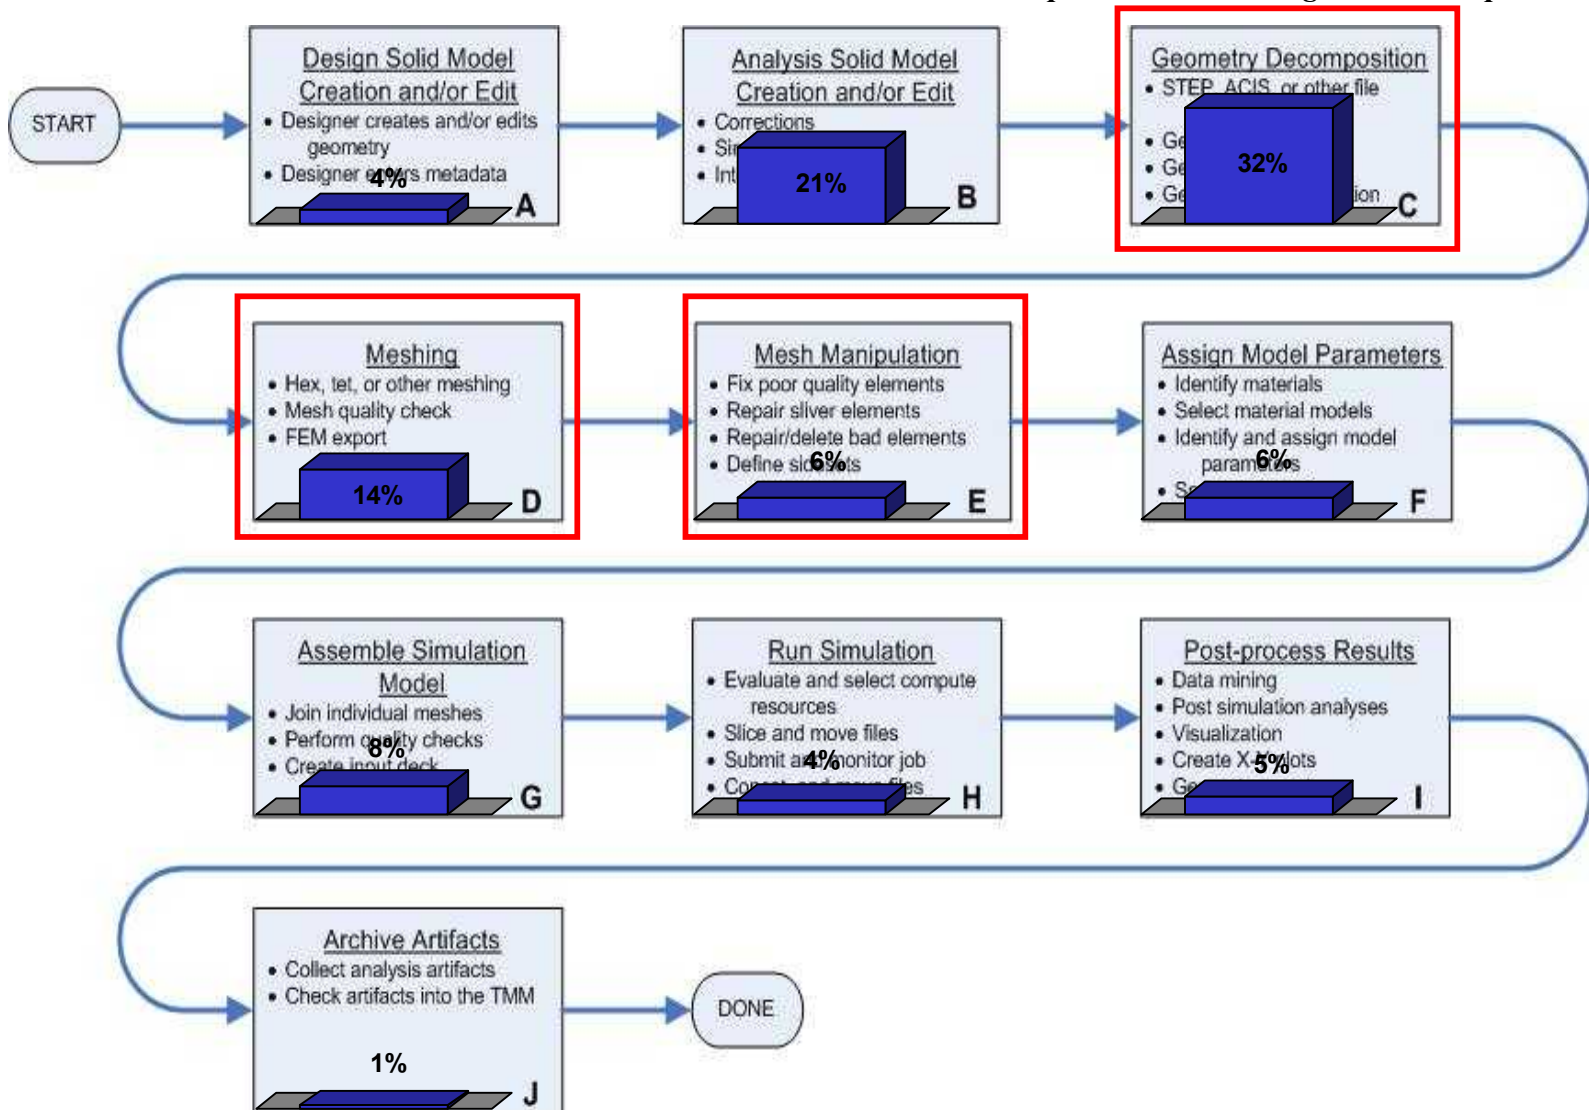 START
Design Solid Model
Creation and/or Edit
• Designer creates and/or edits
geometry
• Designer metadata
4%
A
Analysis Solid Model
Creation and/or Edit
• Corrections
21%
B
Geometry Decomposition
• STEP, ACIS, or other file
32%
C
Meshing
• Hex, tet, or other meshing
• Mesh quality check
• FEM export
14%
D
Mesh Manipulation
• Fix poor quality elements
• Repair sliver elements
• Repair/delete bad elements
• Define sidesets
6%
E
Assign Model Parameters
• Identify materials
• Select material models
• Identify and assign model
parameters
6%
F
Assemble Simulation
Model
• Join individual meshes
• Perform quality checks
• Create input deck
8%
G
Run Simulation
• Evaluate and select compute
resources
• Slice and move files
• Submit and monitor job
files
4%
H
Post-process Results
• Data mining
• Post simulation analyses
• Visualization
• Create X-Y plots
5%
I
Archive Artifacts
• Collect analysis artifacts
• Check artifacts into the TMM
1%
J
DONE